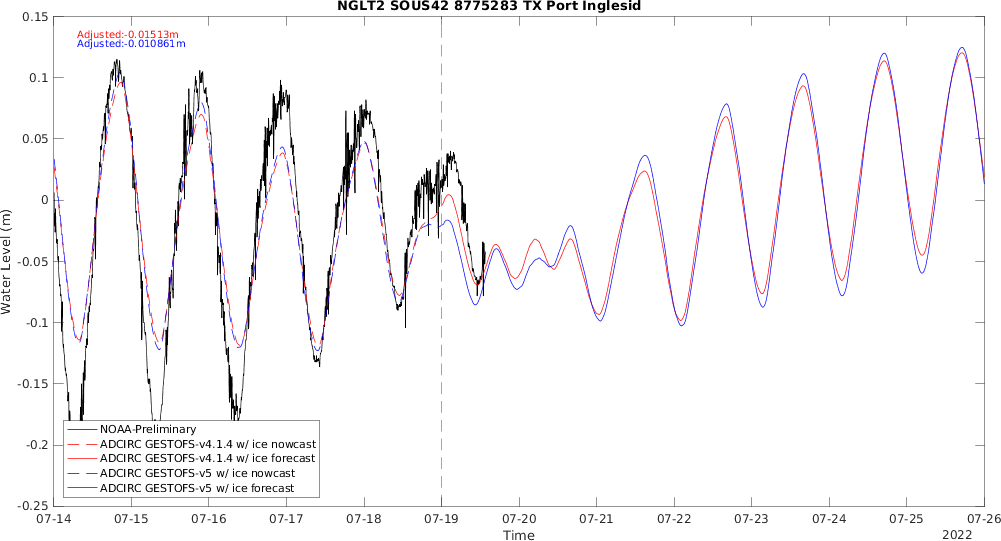 NGLT2 SOUS42 8775283 TX Port Inglesid
Adjusted:-0.01513m
Adjusted:-0.010861m
0.15
0.1
0.05
0
-0.05
-0.1
-0.15
-0.2
-0.25
Water Level (m)
NOAA-Preliminary
ADCIRC GESTOFS-v4.1.4 w/ ice nowcast
ADCIRC GESTOFS-v4.1.4 w/ ice forecast
ADCIRC GESTOFS-v5 w/ ice nowcast
ADCIRC GESTOFS-v5 w/ ice forecast
07-14 07-15 07-16 07-17 07-18 07-19 07-20 07-21 07-22 07-23 07-24 07-25 07-26
Time
2022